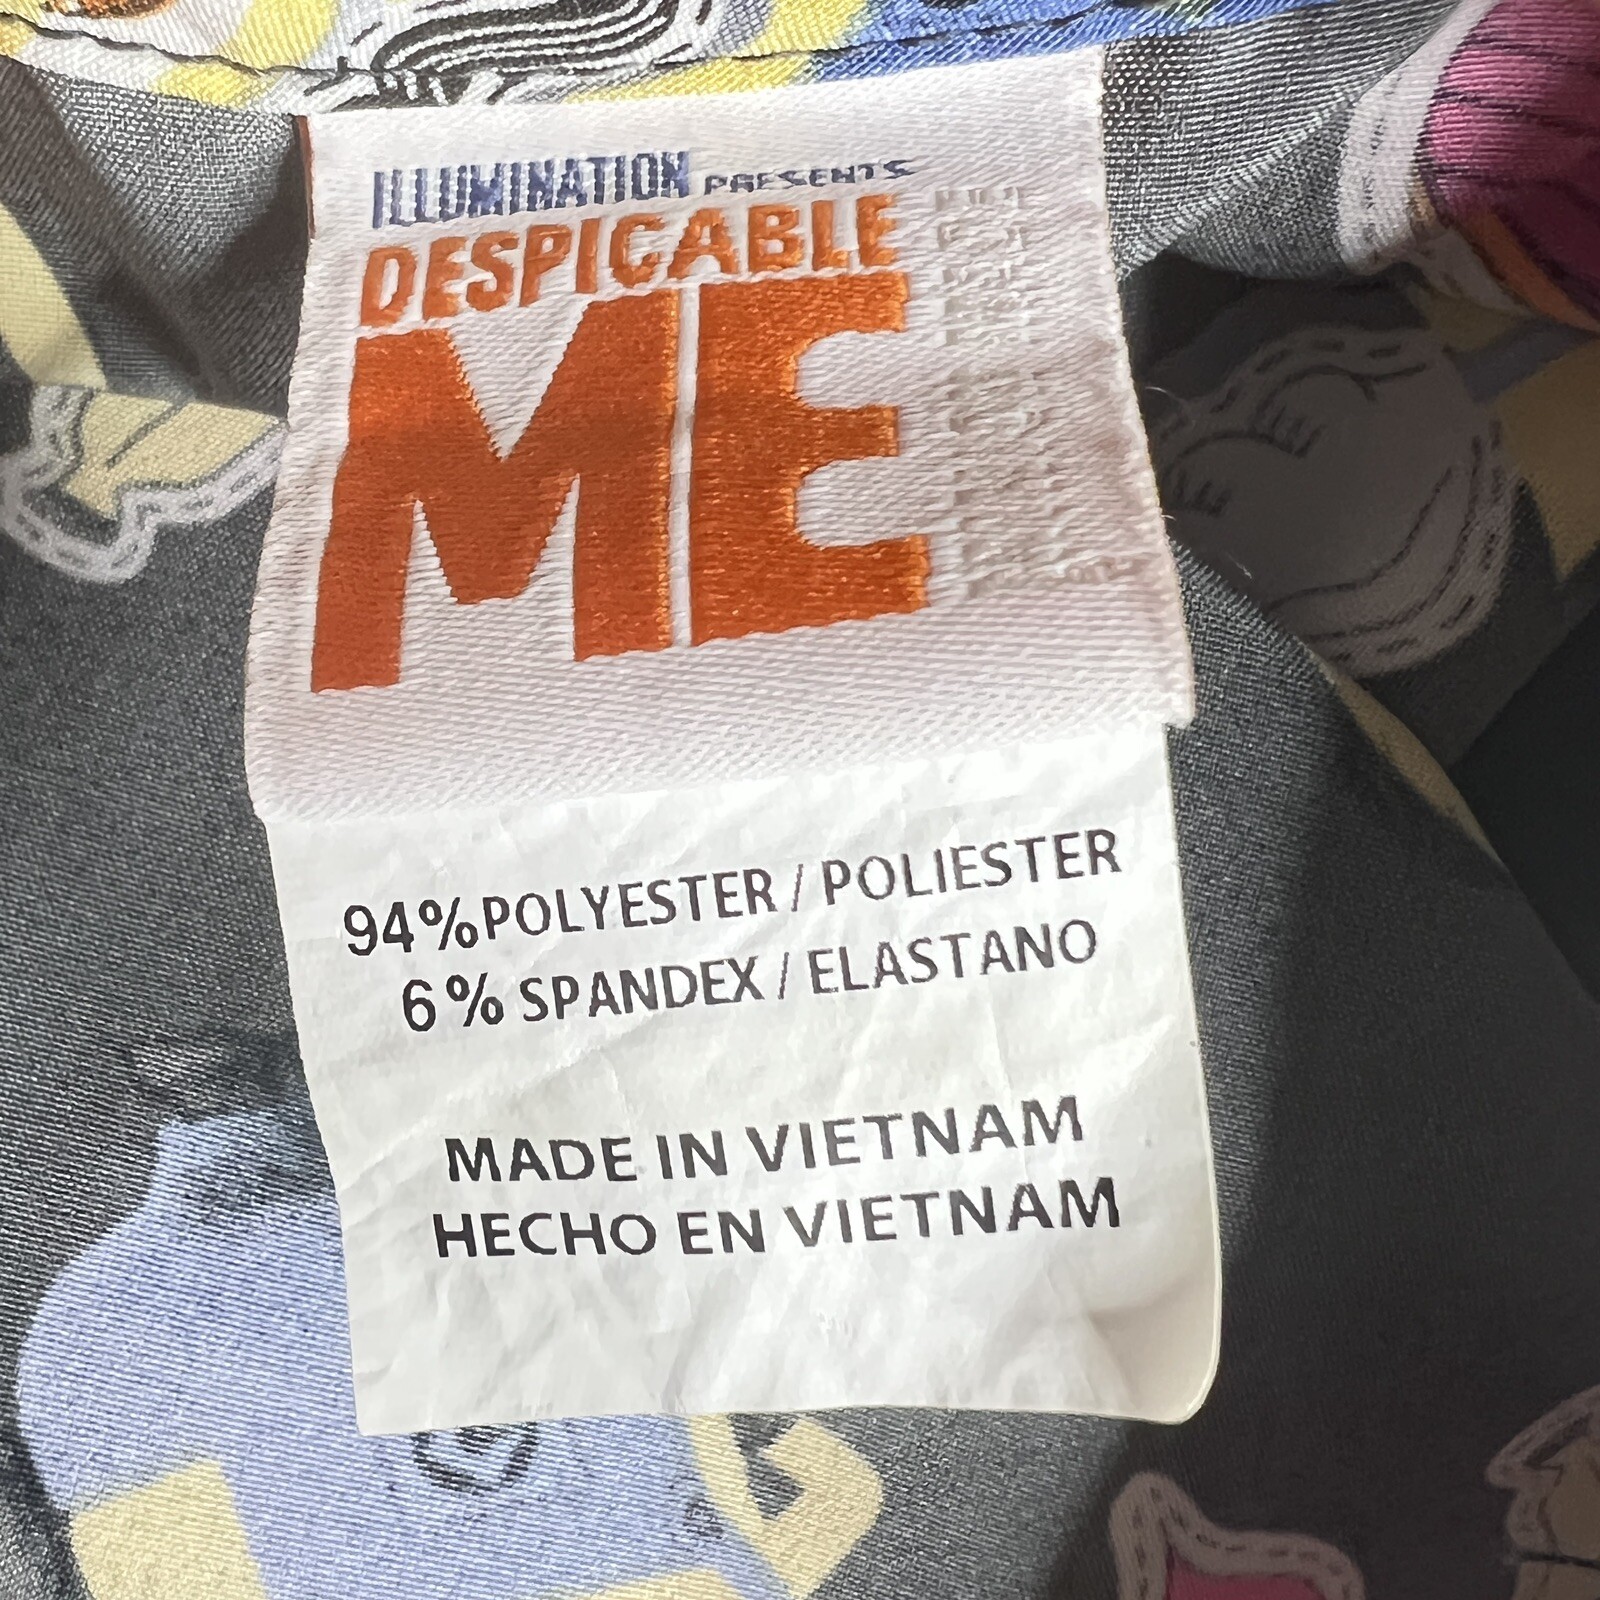 ILLUMINATION PRESENTS
DESPICABLE
ME
94% POLYESTER / POLIESTER
6% SPANDEX / ELASTANO
MADE IN VIETNAM
HECHO EN VIETNAM